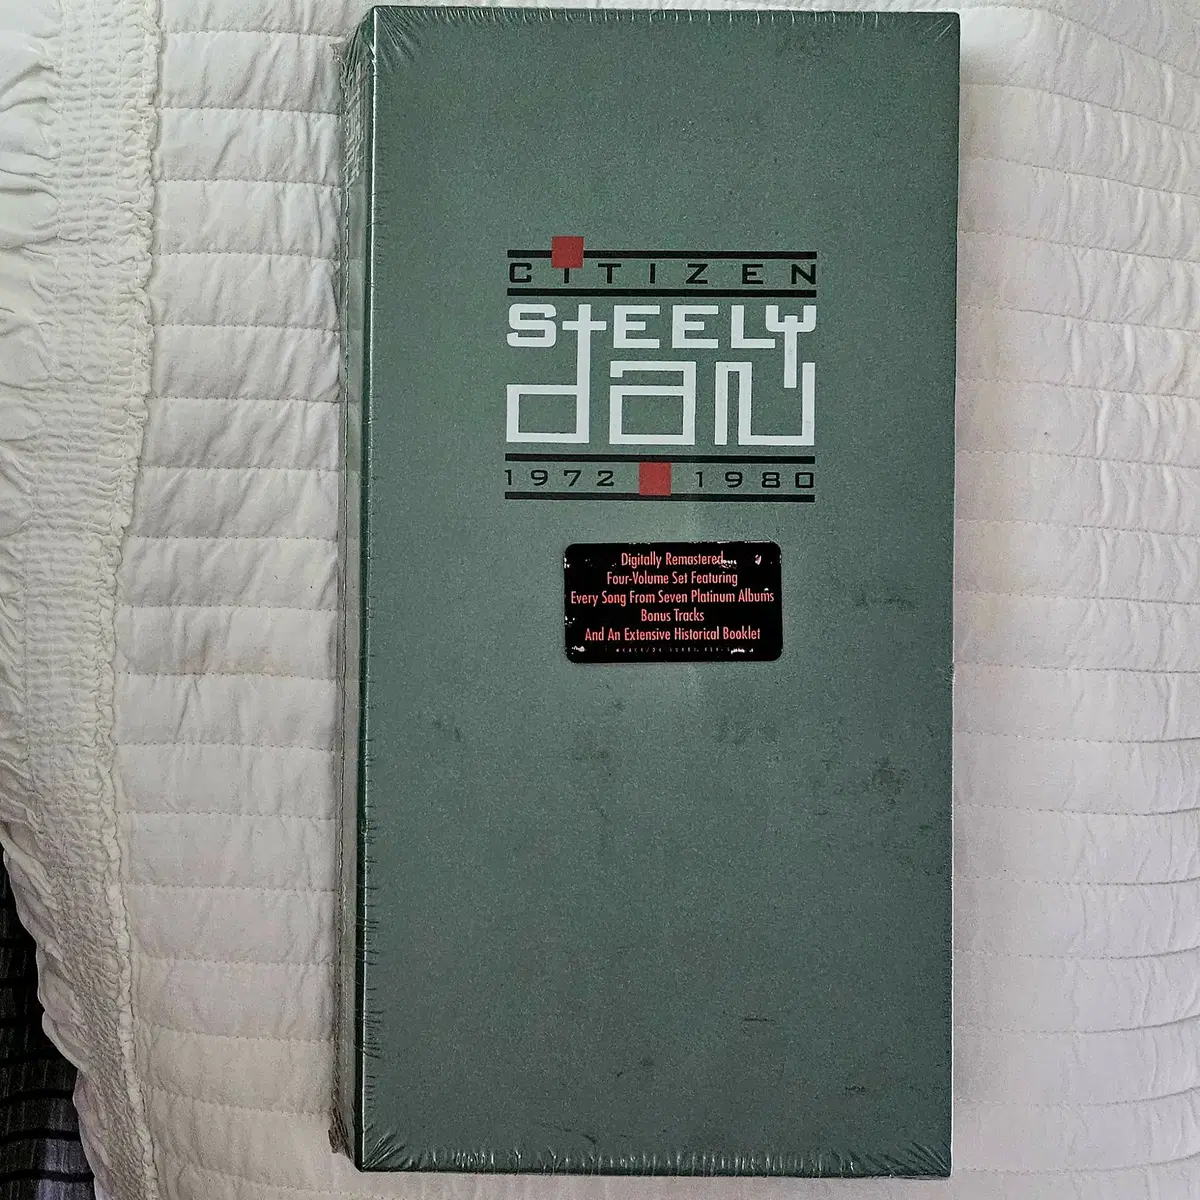 CiTIZEN
StEELY
dAN
1972 1980
Digitally Remastered
Four-Volume Set Featuring
Every Song From Seven Platinum Albums
Bonus Tracks
And An Extensive Historical Booklet